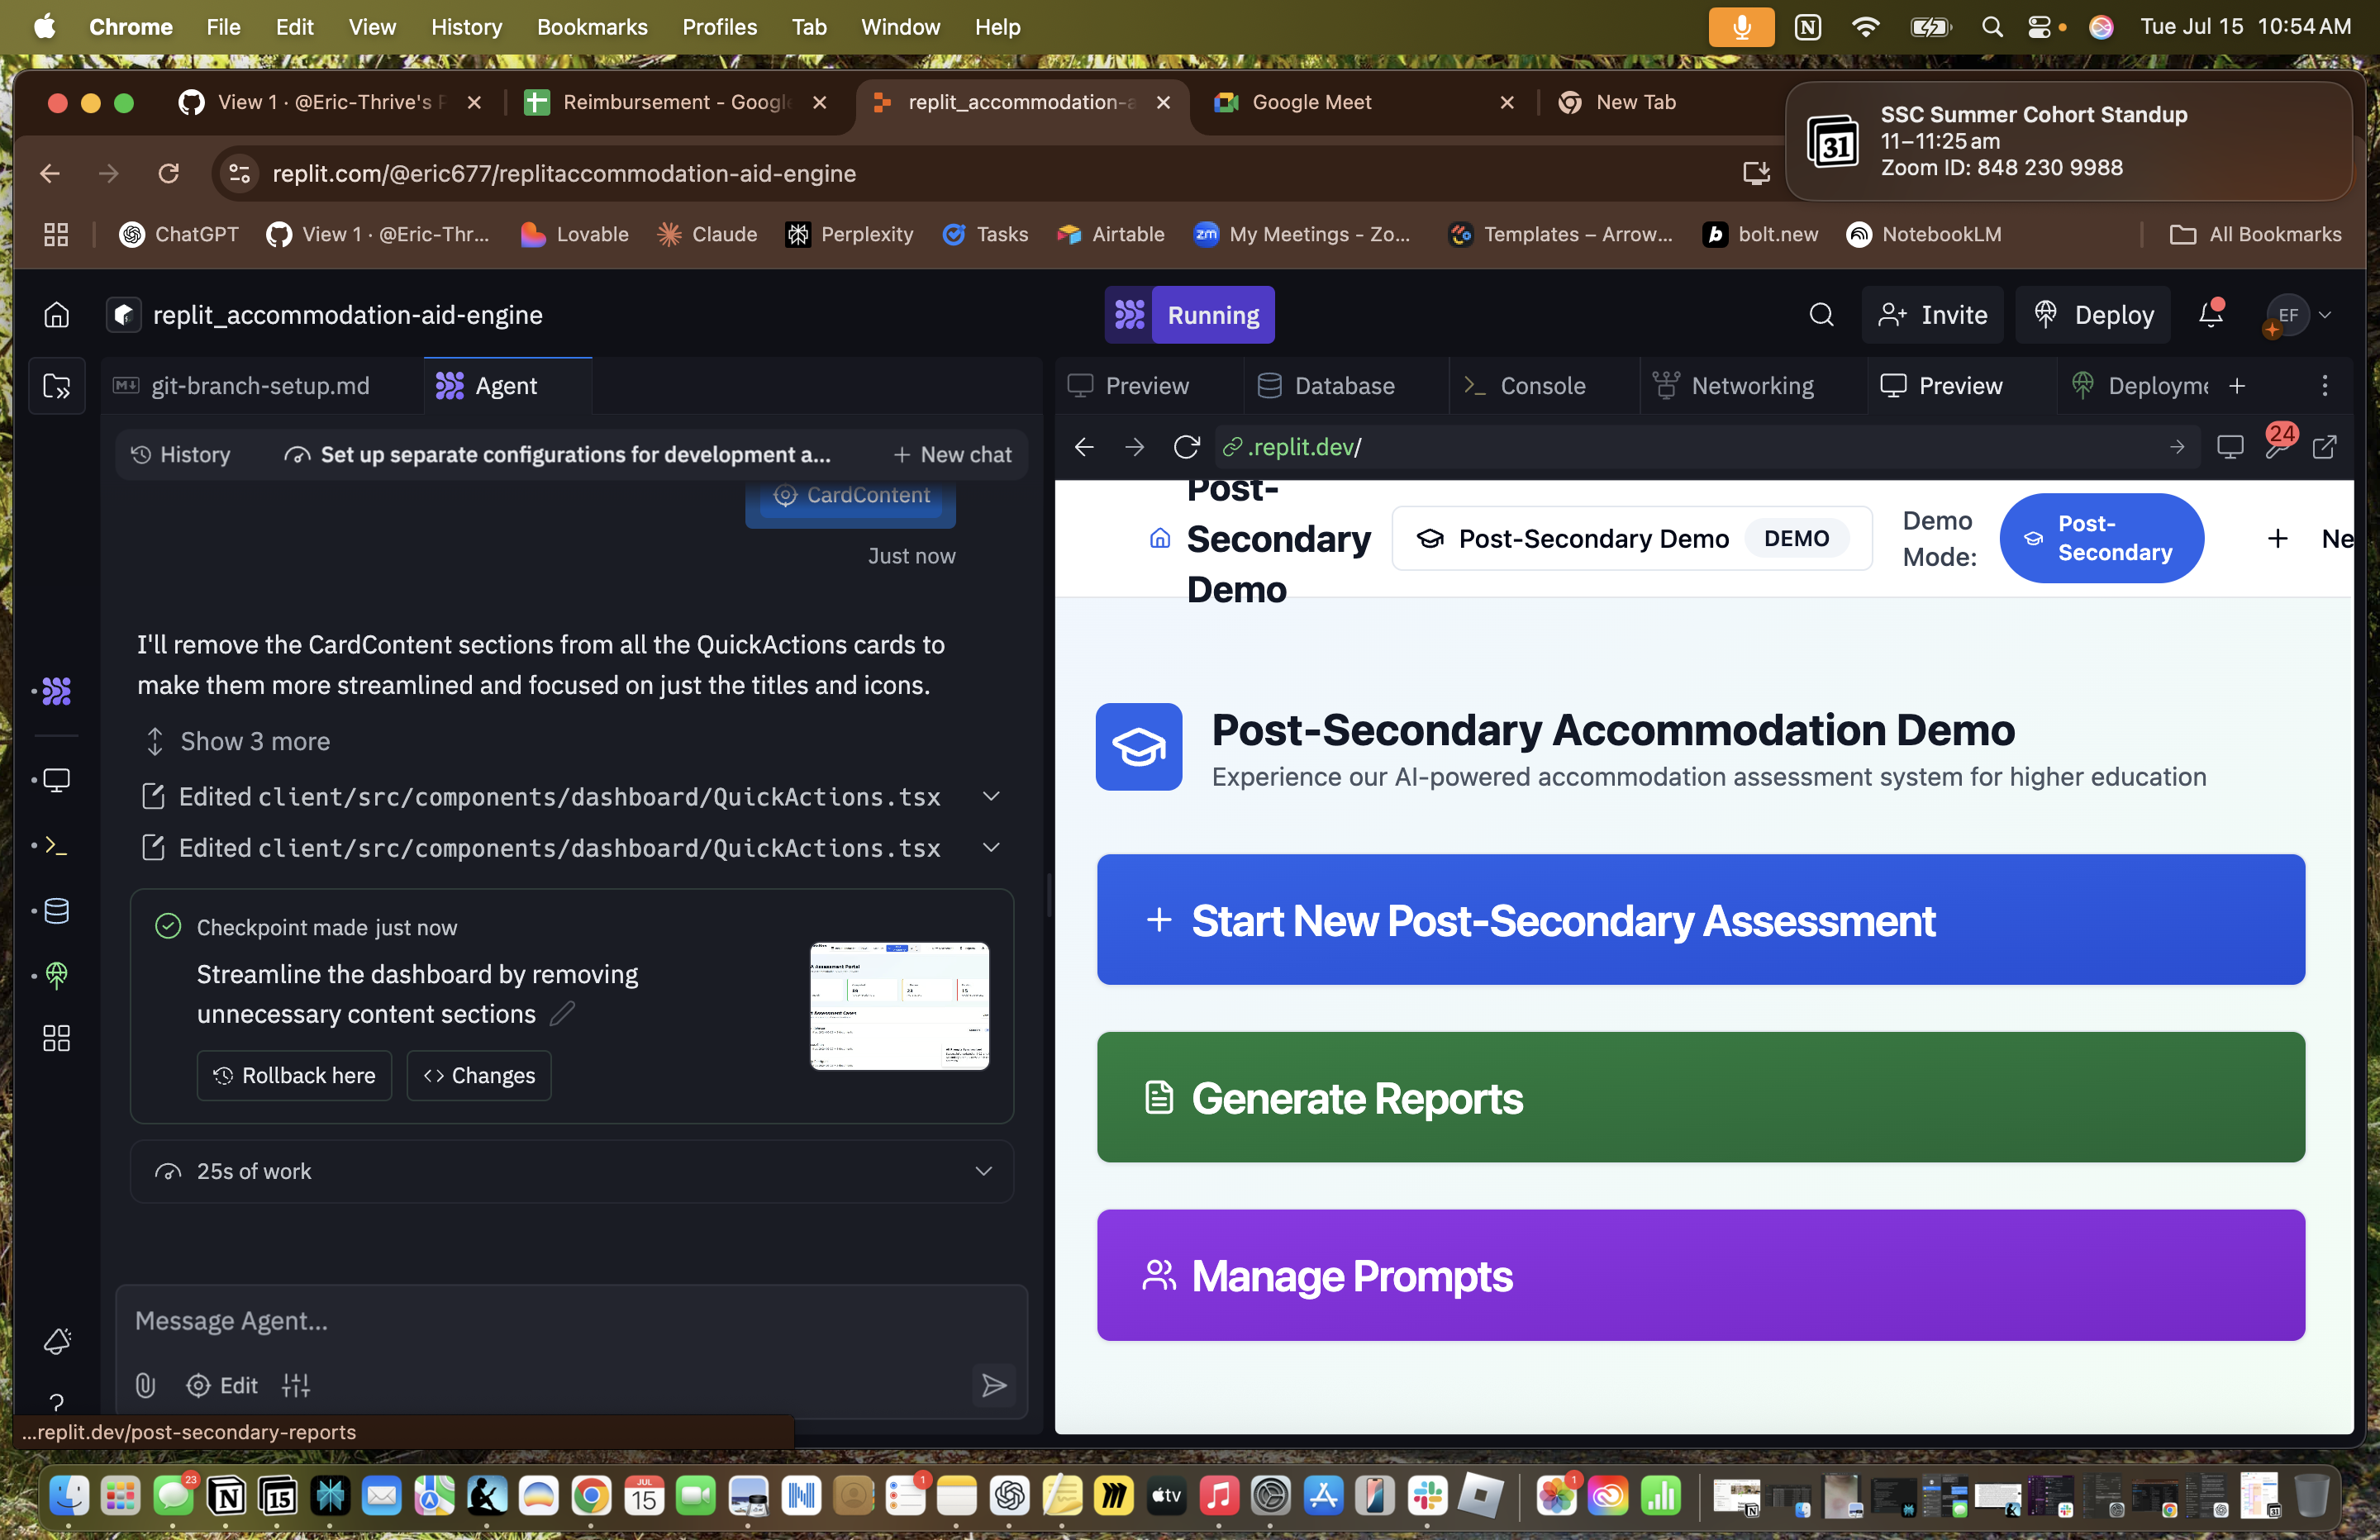 Chrome File Edit View History Bookmarks Profiles Tab Window Help Tue Jul 15 10:54 AM
View 1 · @Eric-Thrive's
Reimbursement - Google
replit_accommodation-a
Google Meet
New Tab
SSC Summer Cohort Standup
11–11:25 am
Zoom ID: 848 230 9988
replit.com/@eric677/replitaccommodation-aid-engine
ChatGPT View 1 · @Eric-Thr... Lovable Claude Perplexity Tasks Airtable My Meetings - Zo... Templates – Arrow... bolt.new NotebookLM All Bookmarks
replit_accommodation-aid-engine
Running
Invite
Deploy
EF
git-branch-setup.md
Agent
History
Set up separate configurations for development a...
+ New chat
CardContent
Just now
I'll remove the CardContent sections from all the QuickActions cards to
make them more streamlined and focused on just the titles and icons.
Show 3 more
Edited client/src/components/dashboard/QuickActions.tsx
Edited client/src/components/dashboard/QuickActions.tsx
Checkpoint made just now
Streamline the dashboard by removing
unnecessary content sections
Rollback here
Changes
25s of work
Message Agent...
Edit
...replit.dev/post-secondary-reports
Preview Database Console Networking Preview Deployme
.replit.dev/
24
Post-
Secondary
Demo
Post-Secondary Demo DEMO
Demo
Mode:
Post-
Secondary
+ Ne
Post-Secondary Accommodation Demo
Experience our AI-powered accommodation assessment system for higher education
+ Start New Post-Secondary Assessment
Generate Reports
Manage Prompts
23
15
JUL
15
1
tv
1